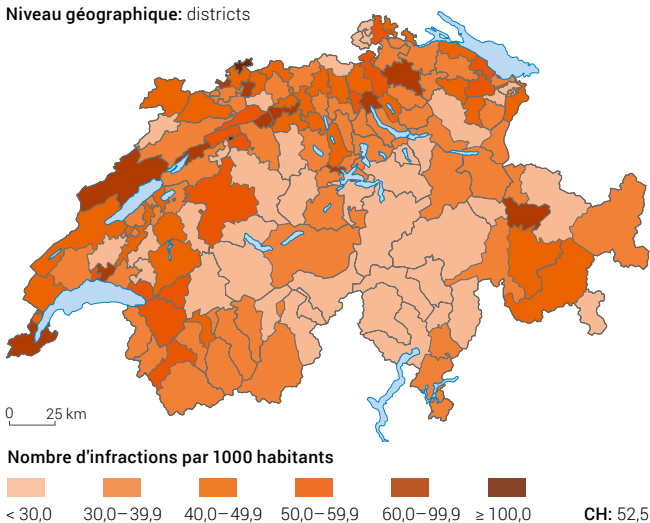 Niveau géographique: districts
0 25 km
Nombre d'infractions par 1000 habitants
< 30,0 30,0–39,9 40,0–49,9 50,0–59,9 60,0–99,9 ≥ 100,0 CH: 52,5